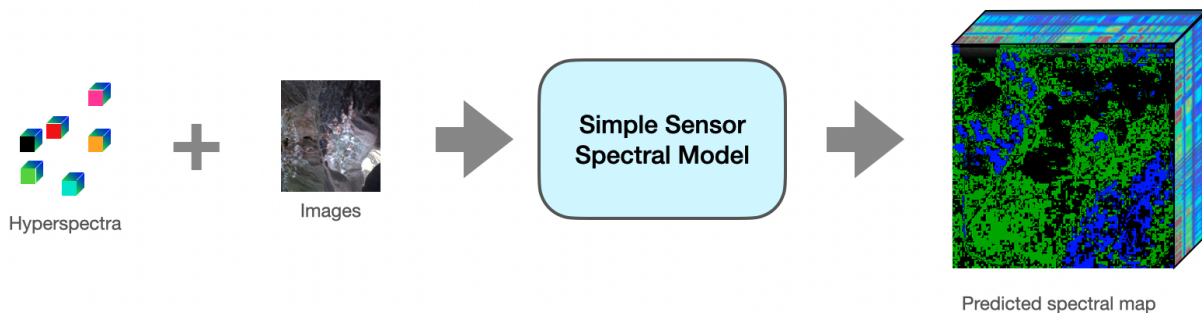 Hyperspectra
Images
Simple Sensor
Spectral Model
Predicted spectral map